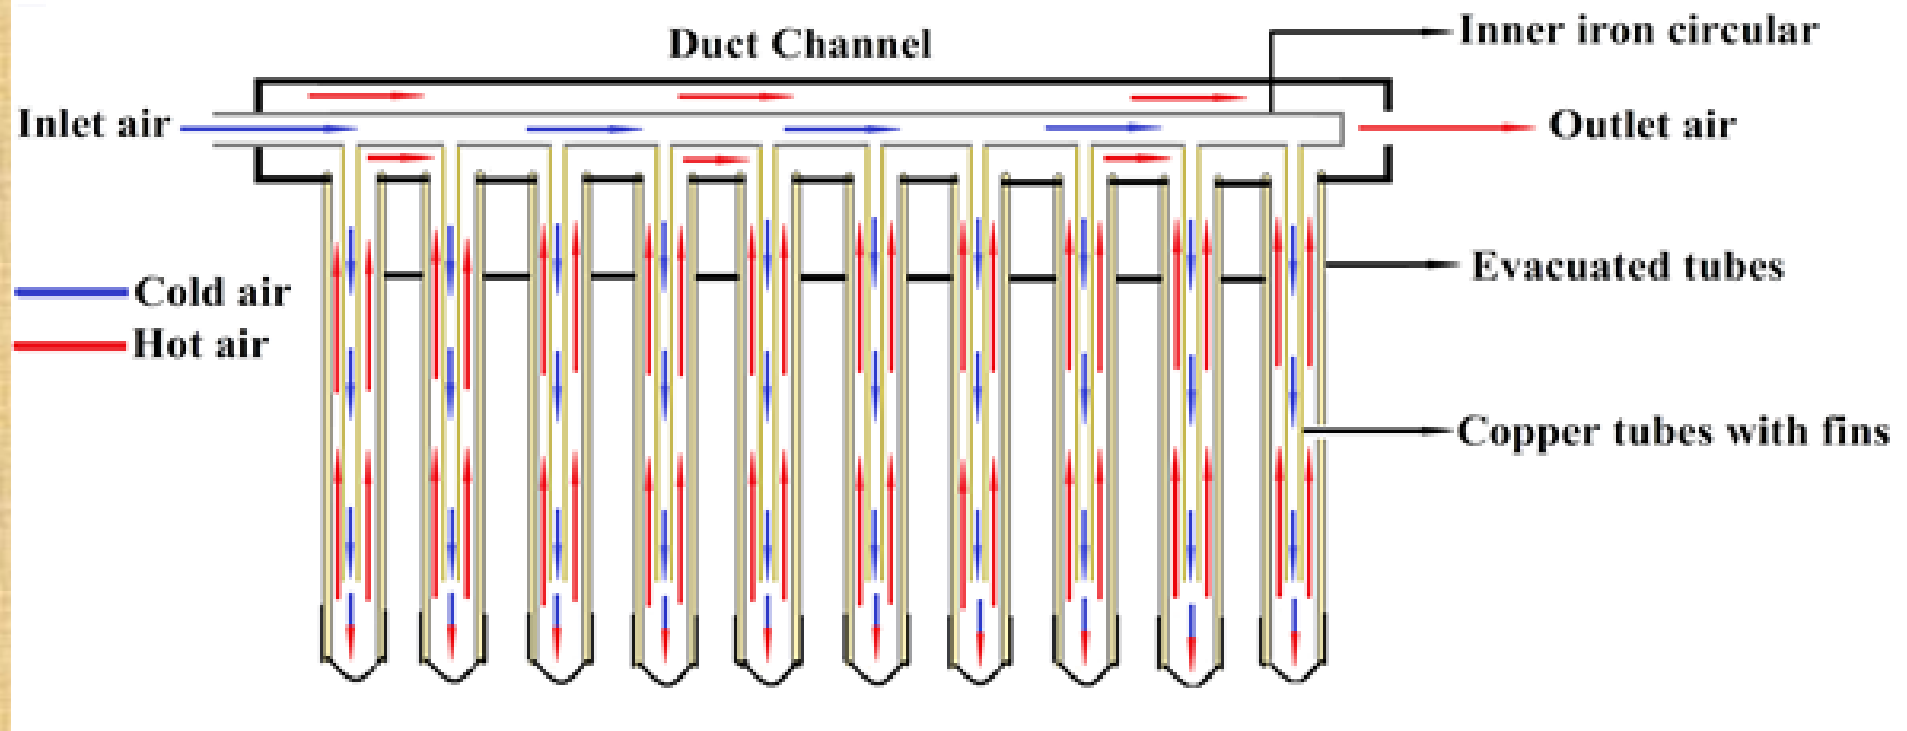 Duct Channel
Inner iron circular
Inlet air
Outlet air
Evacuated tubes
Cold air
Hot air
Copper tubes with fins